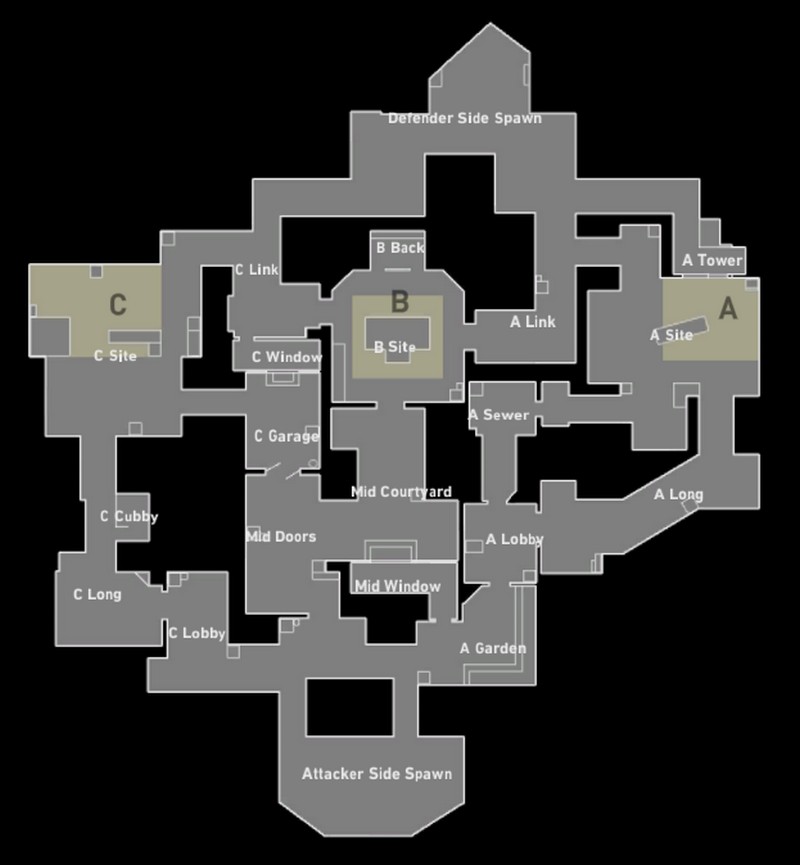 Defender Side Spawn
B Back
A Tower
C Link
C
B
A
A Link
A Site
B Site
C Site
C Window
A Sewer
C Garage
Mid Courtyard
A Long
C Cubby
Mid Doors
A Lobby
Mid Window
C Long
C Lobby
A Garden
Attacker Side Spawn